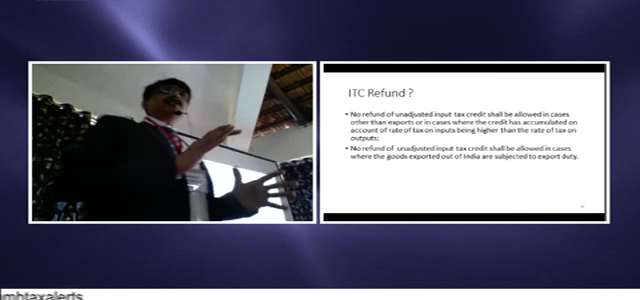 ITC Refund ?
• No refund of unadjusted input tax credit shall be allowed in cases
other than exports or in cases where the credit has accumulated on
account of rate of tax on inputs being higher than the rate of tax on
outputs:
• No refund of unadjusted input tax credit shall be allowed in cases
where the goods exported out of India are subjected to export duty.
mhtaxalerts